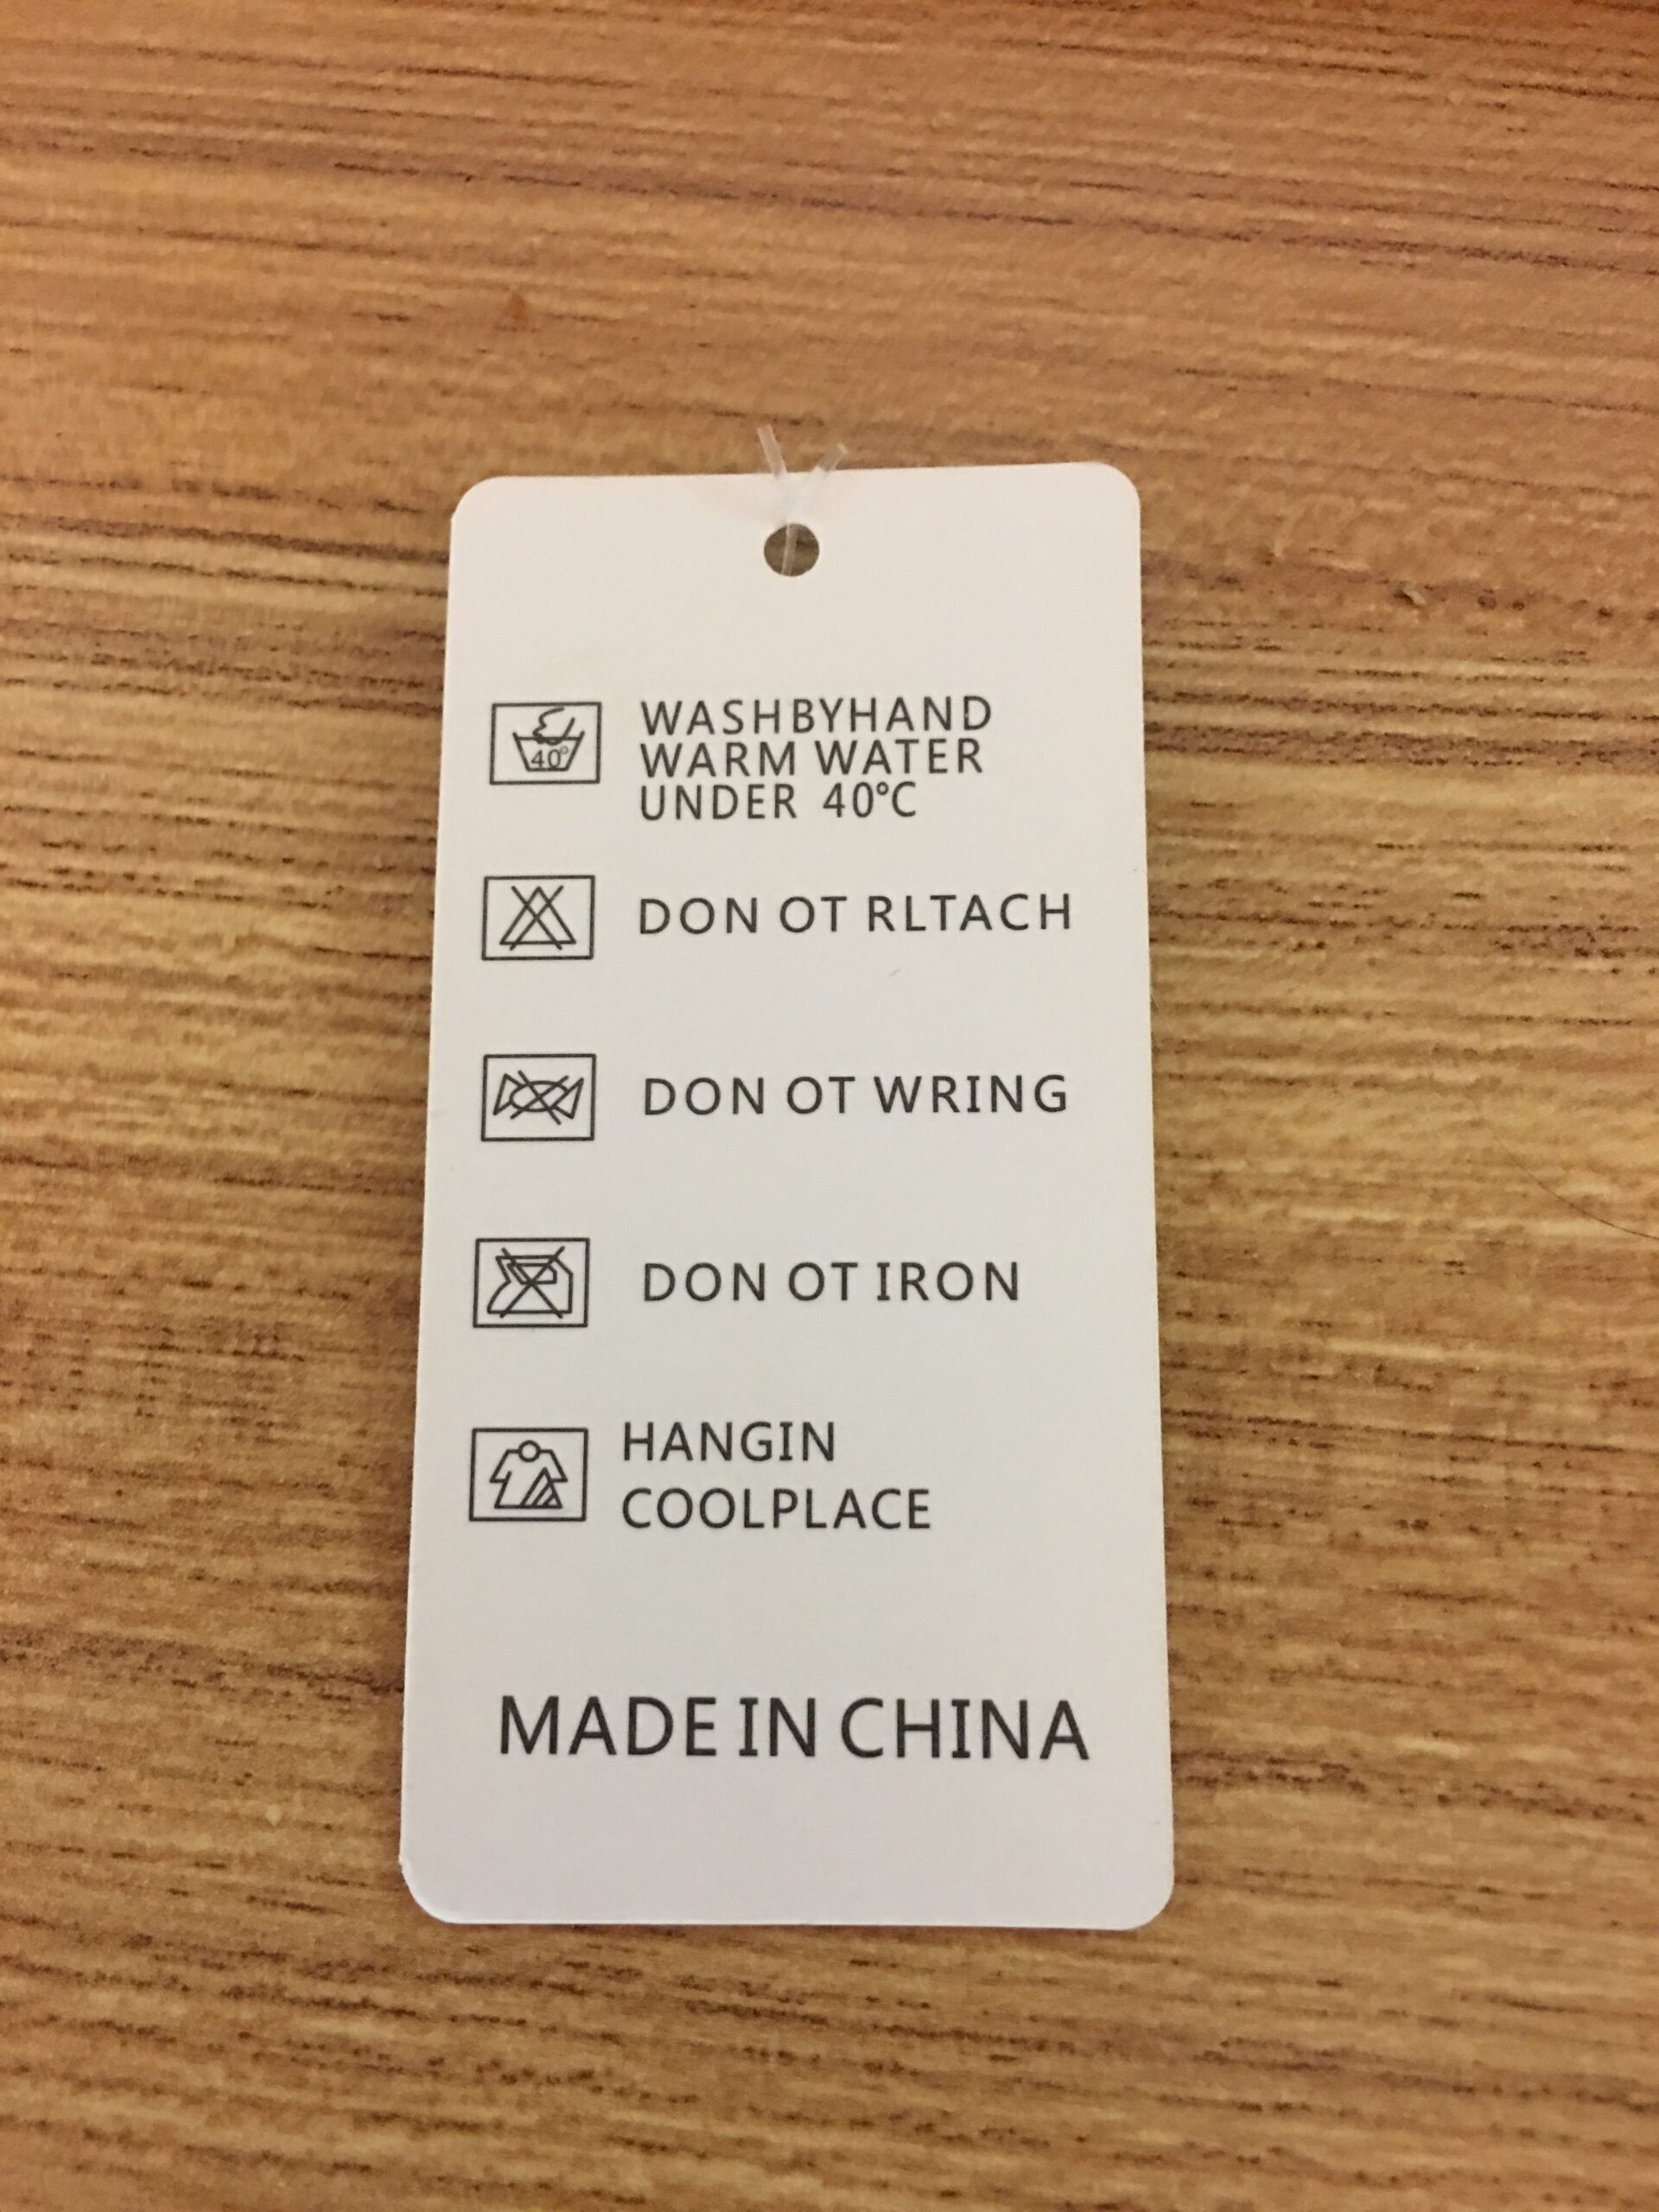 40°
WASHBYHAND
WARM WATER
UNDER 40°C
DON OT RLTACH
DON OT WRING
DON OT IRON
HANGIN
COOLPLACE
MADE IN CHINA